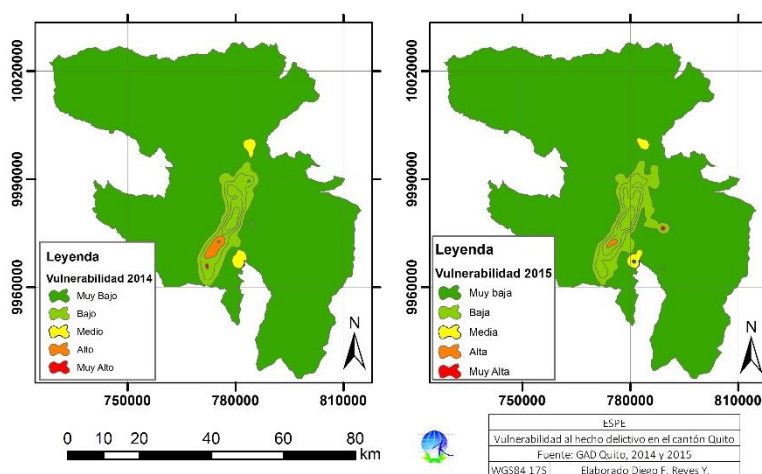 10020000
9990000
9960000
750000
780000
810000
Leyenda
Vulnerabilidad 2014
Muy Bajo
Bajo
Medio
Alto
Muy Alto
N
10020000
9990000
9960000
750000
780000
810000
Leyenda
Vulnerabilidad 2015
Muy baja
Baja
Media
Alta
Muy Alta
N
0 10 20 40 60 80
km
ESPE
Vulnerabilidad al hecho delictivo en el cantón Quito
Fuente: GAD Quito, 2014 y 2015
WGS84 17S
Elaborado Diego F. Reyes Y.